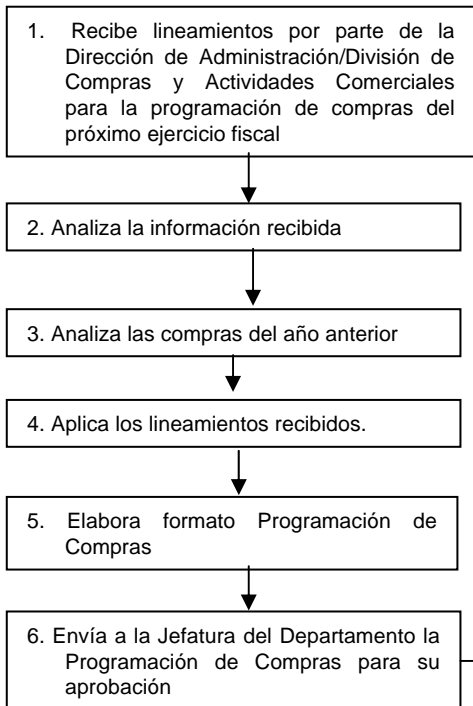 1. Recibe lineamientos por parte de la
Dirección de Administración/División de
Compras y Actividades Comerciales
para la programación de compras del
próximo ejercicio fiscal
2. Analiza la información recibida
3. Analiza las compras del año anterior
4. Aplica los lineamientos recibidos.
5. Elabora formato Programación de
Compras
6. Envía a la Jefatura del Departamento la
Programación de Compras para su
aprobación